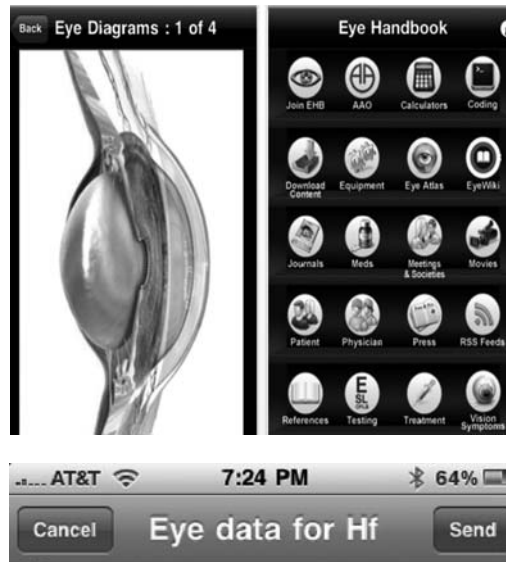 Back Eye Diagrams : 1 of 4
Eye Handbook
Join EHB AAO Calculators Coding
Download Content Equipment Eye Atlas EyeWiki
Journals Meds Meetings & Societies Movies
Patient Physician Press RSS Feeds
References Testing Treatment Vision Symptoms
AT&T 7:24 PM 64%
Cancel Eye data for Hf Send